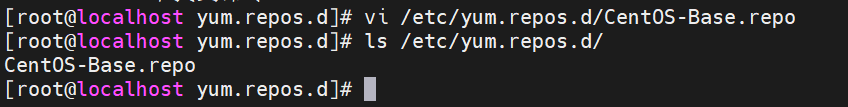 [root@localhost yum.repos.d]# vi /etc/yum.repos.d/CentOS-Base.repo
[root@localhost yum.repos.d]# ls /etc/yum.repos.d/
CentOS-Base.repo
[root@localhost yum.repos.d]#